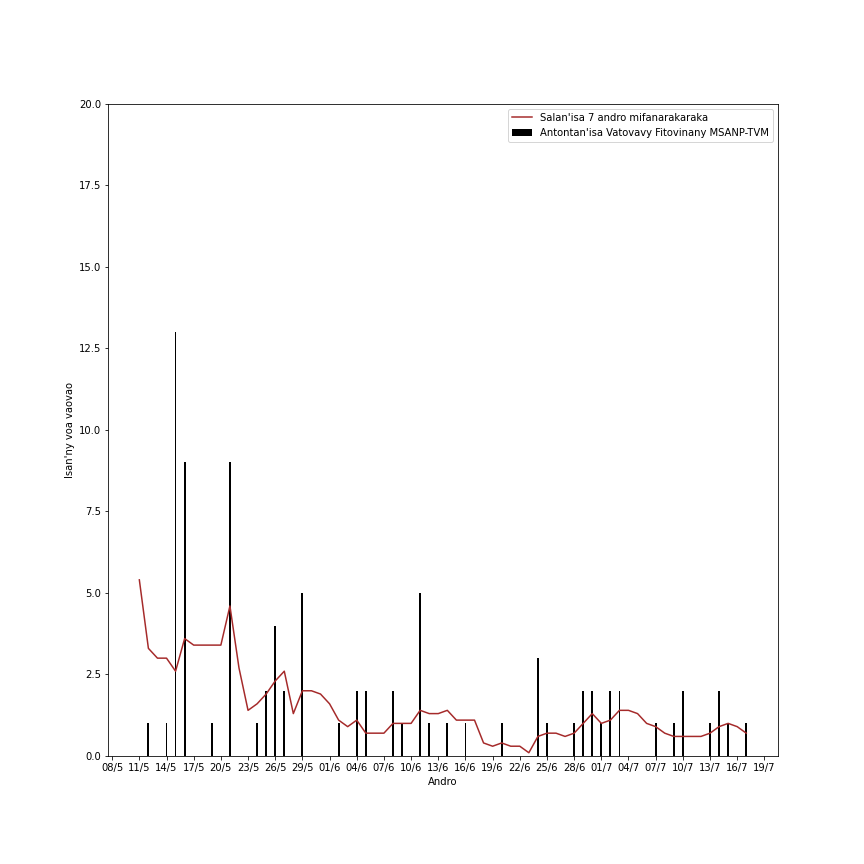 Salan'isa 7 andro mifanarakaraka
Antontan'isa Vatovavy Fitovinany MSANP-TVM
20.0
17.5
15.0
12.5
10.0
7.5
5.0
2.5
0.0
Isan'ny voa vaovao
08/5 11/5 14/5 17/5 20/5 23/5 26/5 29/5 01/6 04/6 07/6 10/6 13/6 16/6 19/6 22/6 25/6 28/6 01/7 04/7 07/7 10/7 13/7 16/7 19/7
Andro